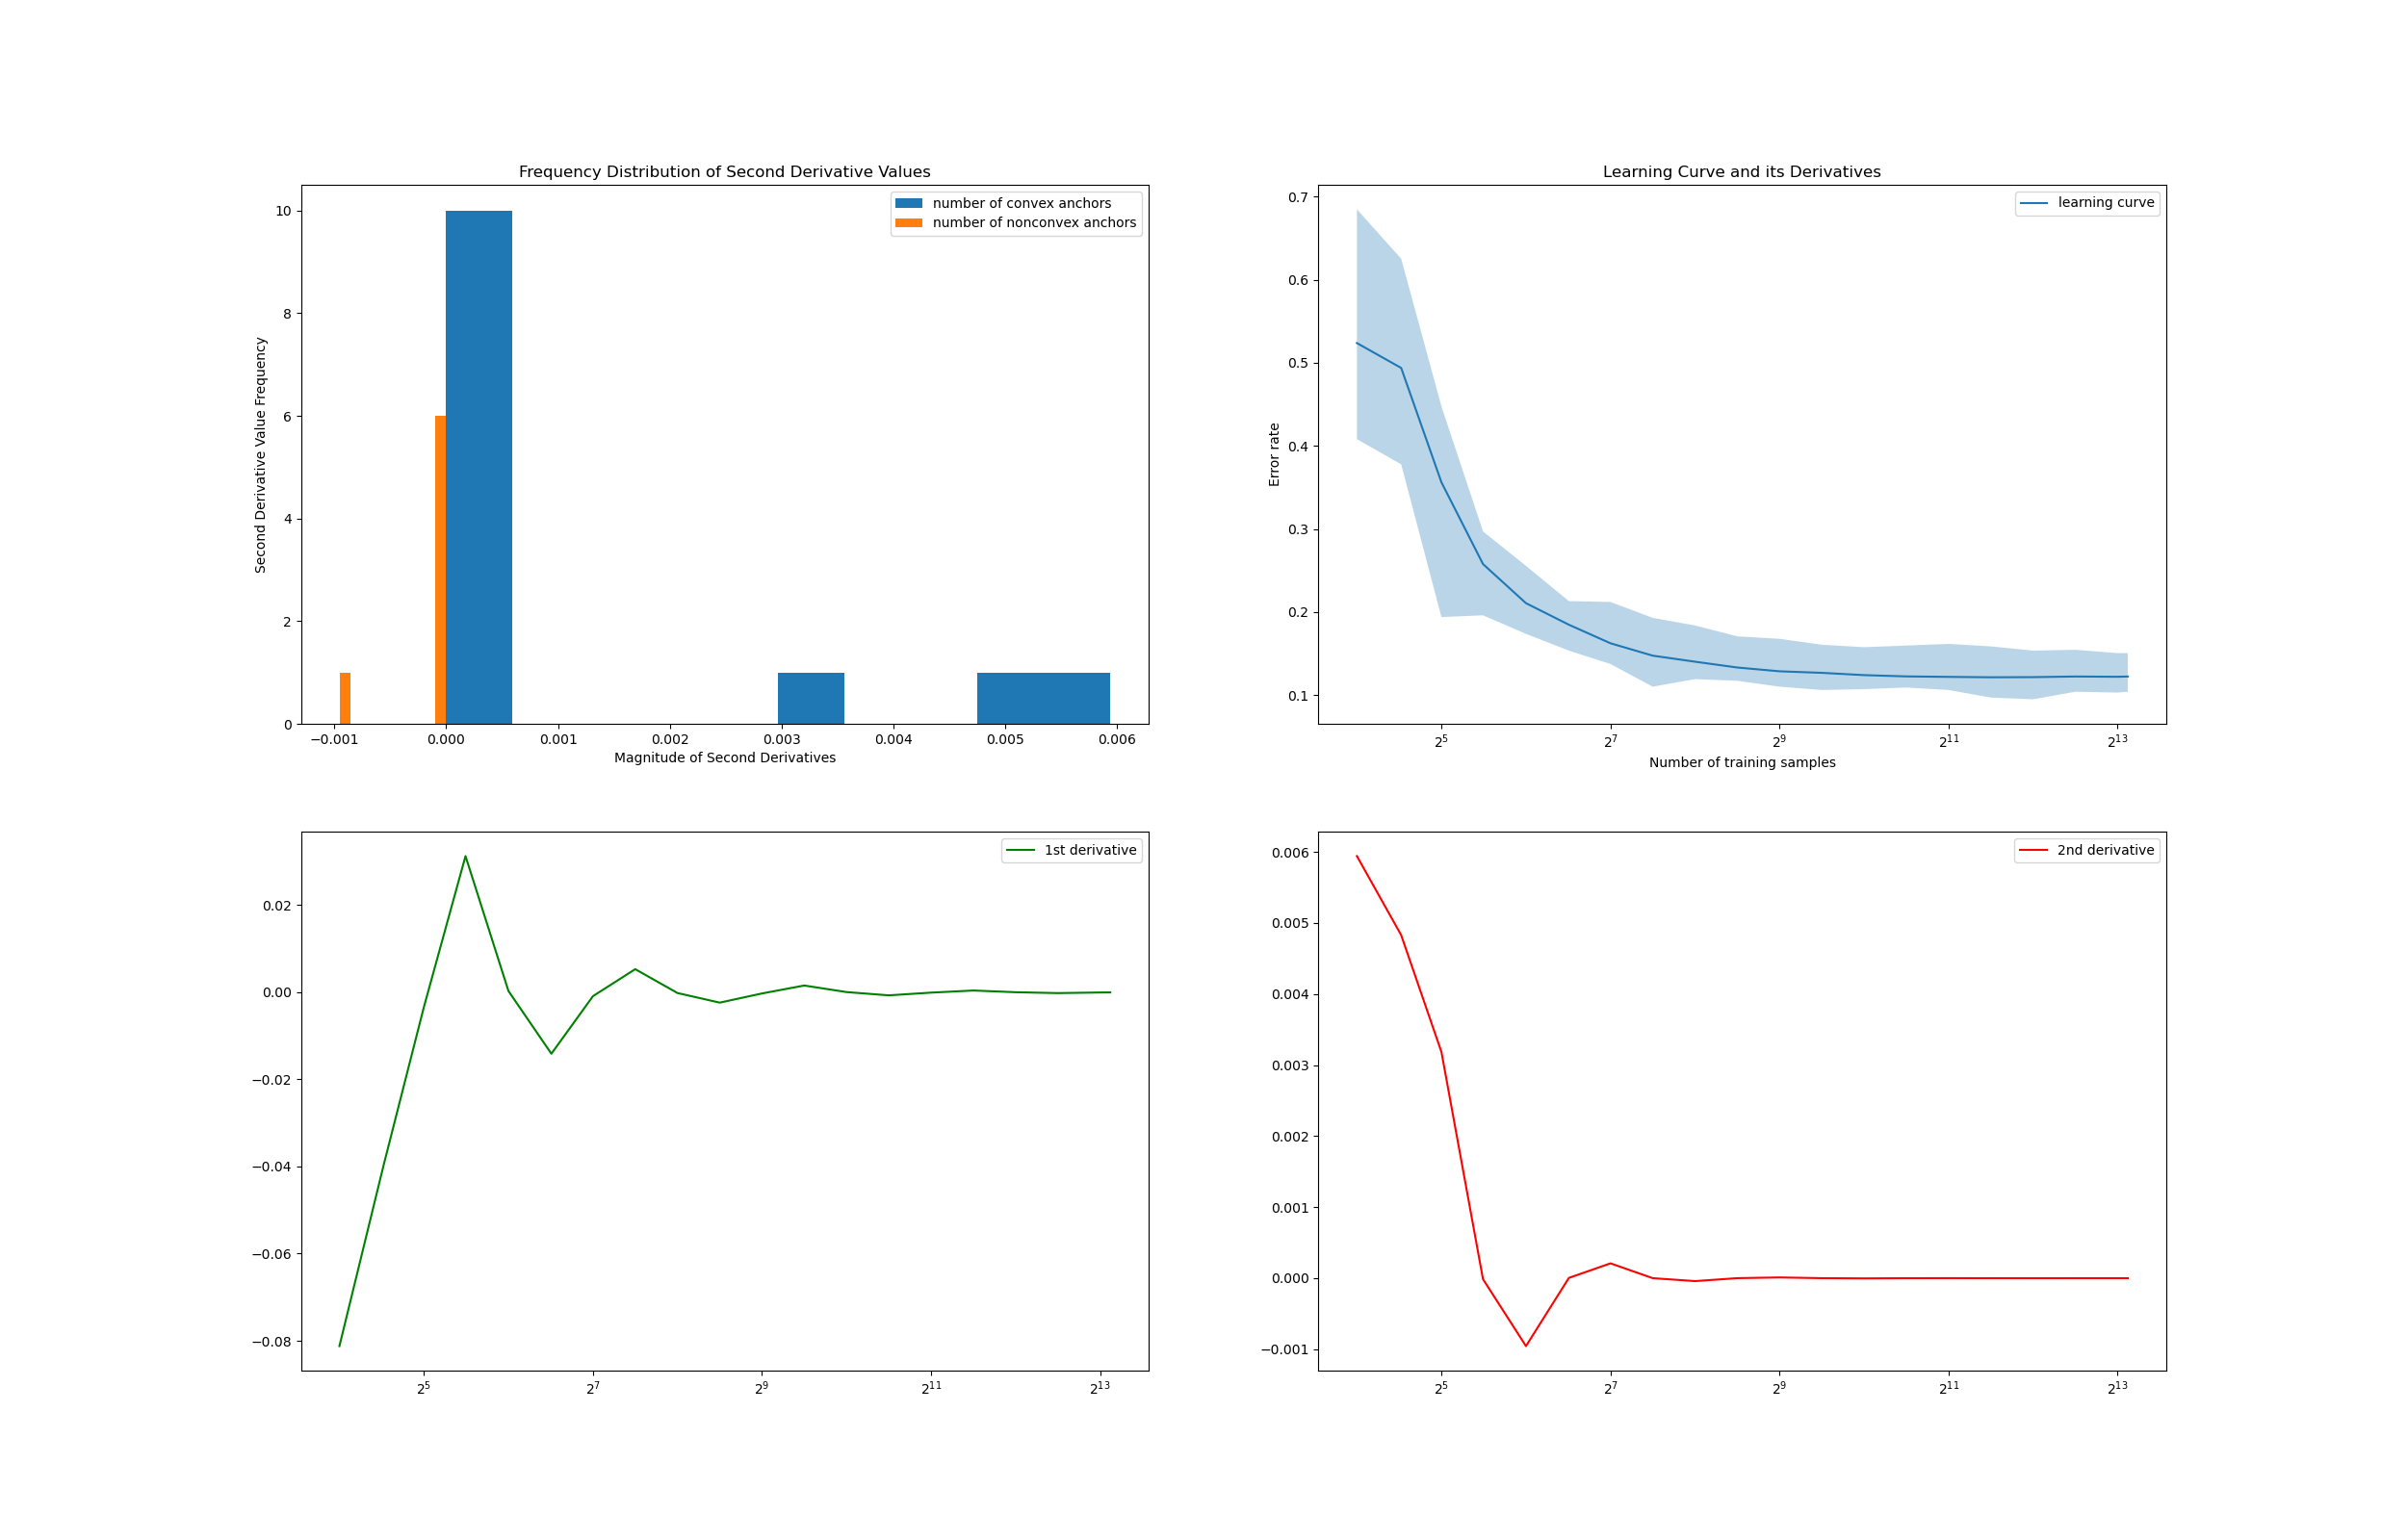 Frequency Distribution of Second Derivative Values
number of convex anchors
number of nonconvex anchors
10
8
6
4
2
0
Second Derivative Value Frequency
−0.001 0.000 0.001 0.002 0.003 0.004 0.005 0.006
Magnitude of Second Derivatives
Learning Curve and its Derivatives
learning curve
0.7
0.6
0.5
0.4
0.3
0.2
0.1
Error rate
2⁵ 2⁷ 2⁹ 2¹¹ 2¹³
Number of training samples
1st derivative
0.02
0.00
−0.02
−0.04
−0.06
−0.08
2⁵ 2⁷ 2⁹ 2¹¹ 2¹³
2nd derivative
0.006
0.005
0.004
0.003
0.002
0.001
0.000
−0.001
2⁵ 2⁷ 2⁹ 2¹¹ 2¹³